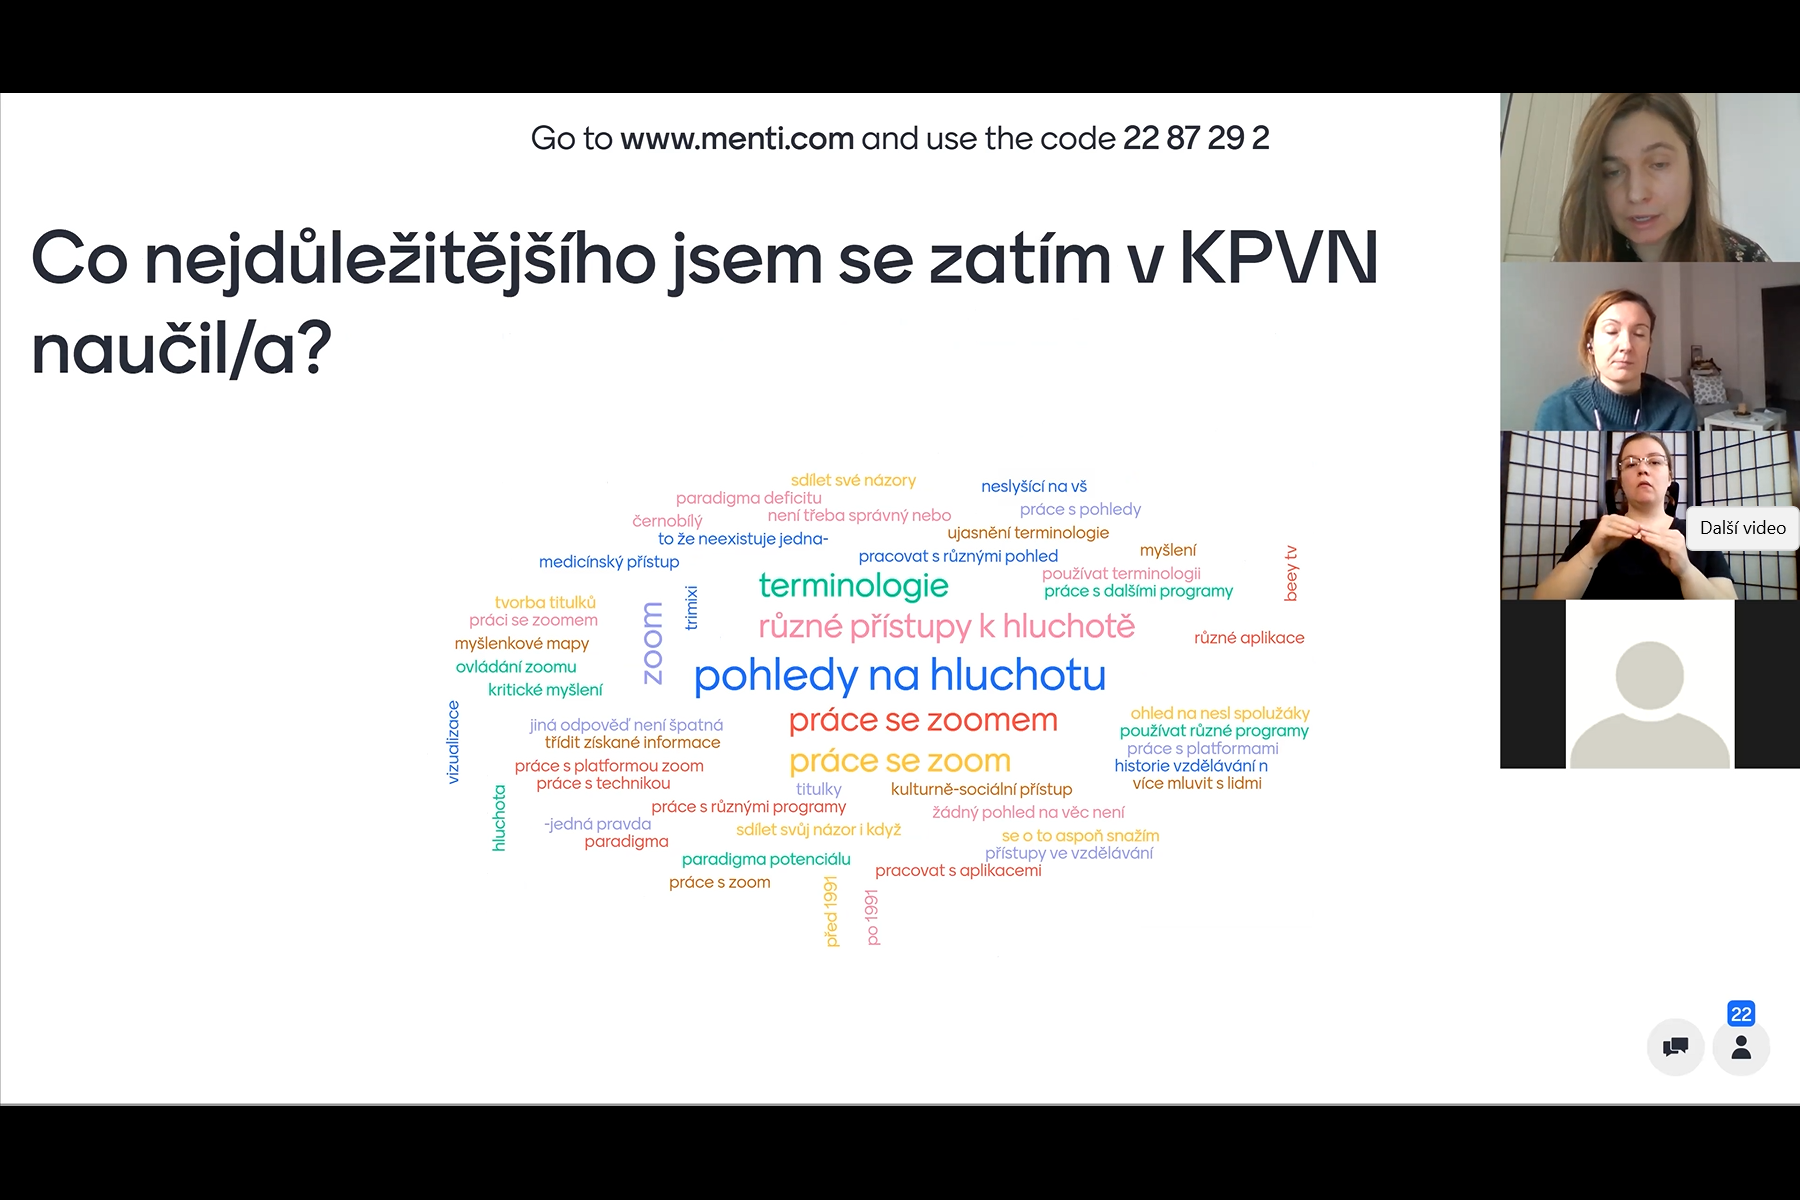 Go to www.menti.com and use the code 22 87 29 2
Co nejdůležitějšího jsem se zatím v KPVN
naučil/a?
sdílet své názory
neslyšící na vš
paradigma deficitu
práce s pohledy
není třeba správný nebo
černobílý
ujasnění terminologie
to že neexistuje jedna-
myšlení
pracovat s různými pohled
medicínský přístup
beey tv
terminologie
používat terminologii
práce s dalšími programy
trimixi
tvorba titulků
zoom
práci se zoomem
různé přístupy k hluchotě
různé aplikace
myšlenkové mapy
ovládání zoomu
pohledy na hluchotu
kritické myšlení
vizualizace
ohled na nesl spolužáky
práce se zoomem
jiná odpověď není špatná
používat různé programy
třídit získané informace
práce s platformami
práce se zoom
práce s platformou zoom
historie vzdělávání n
práce s technikou
více mluvit s lidmi
titulky
kulturně-sociální přístup
práce s různými programy
žádný pohled na věc není
hluchota
-jedná pravda
sdílet svůj názor i když
se o to aspoň snažím
paradigma
přístupy ve vzdělávání
paradigma potenciálu
pracovat s aplikacemi
práce s zoom
před 1991
po 1991
Další video
22